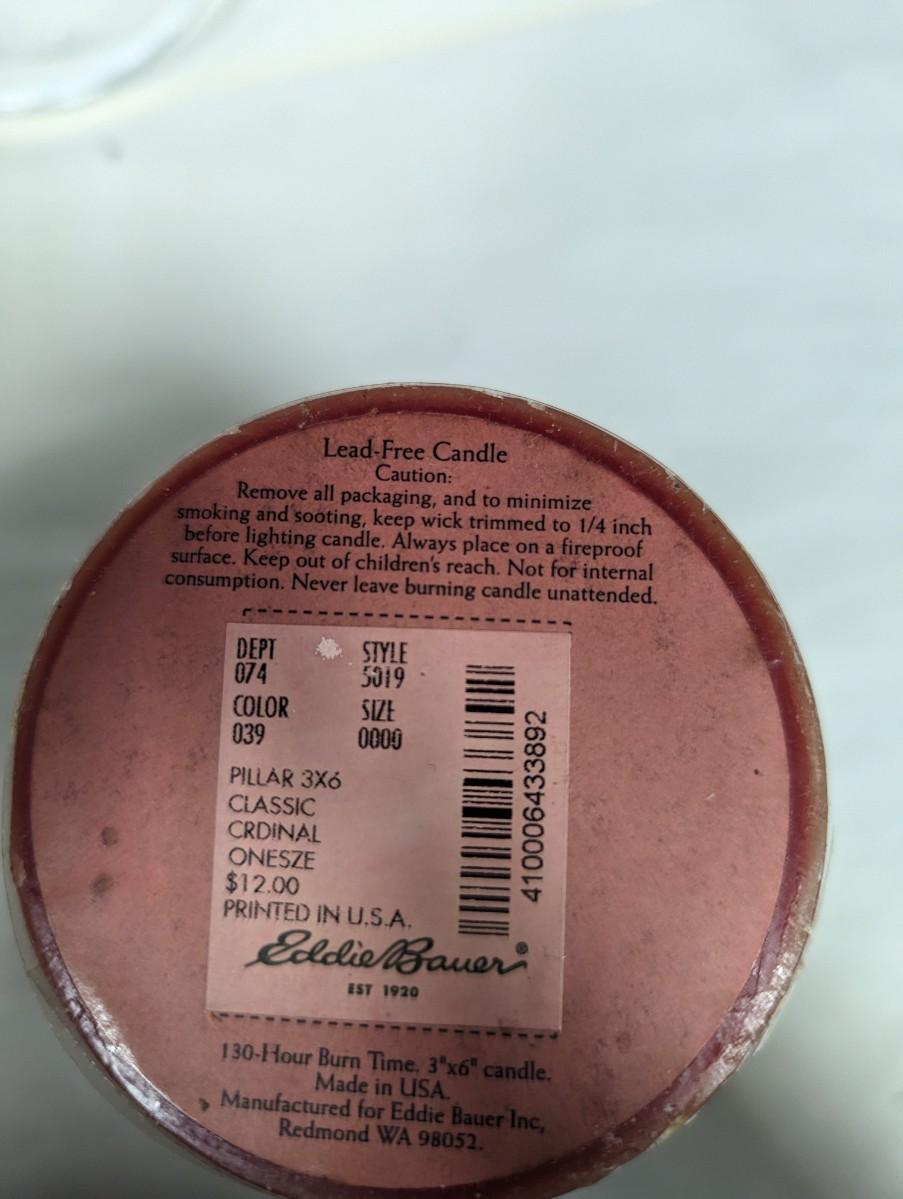 Lead-Free Candle
Caution:
Remove all packaging, and to minimize
smoking and sooting, keep wick trimmed to 1/4 inch
before lighting candle. Always place on a fireproof
surface. Keep out of children's reach. Not for internal
consumption. Never leave burning candle unattended.
DEPT STYLE
074 5019
COLOR SIZE
039 0000
PILLAR 3X6
CLASSIC
CRDINAL
ONESZE
$12.00
PRINTED IN U.S.A.
410006433892
Eddie Bauer®
EST 1920
130-Hour Burn Time. 3"x6" candle.
Made in USA.
Manufactured for Eddie Bauer Inc,
Redmond WA 98052.